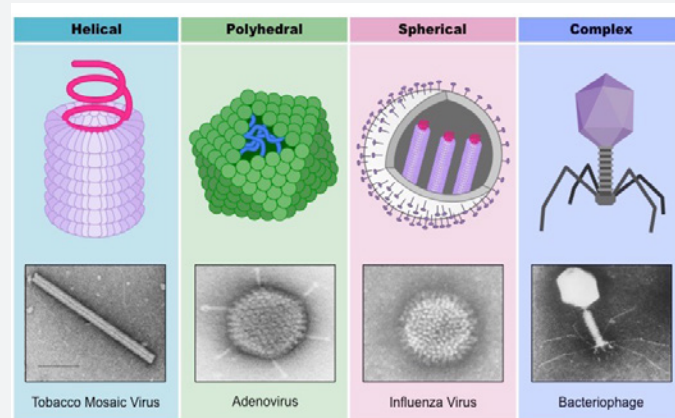 Helical
Polyhedral
Spherical
Complex
Tobacco Mosaic Virus
Adenovirus
Influenza Virus
Bacteriophage